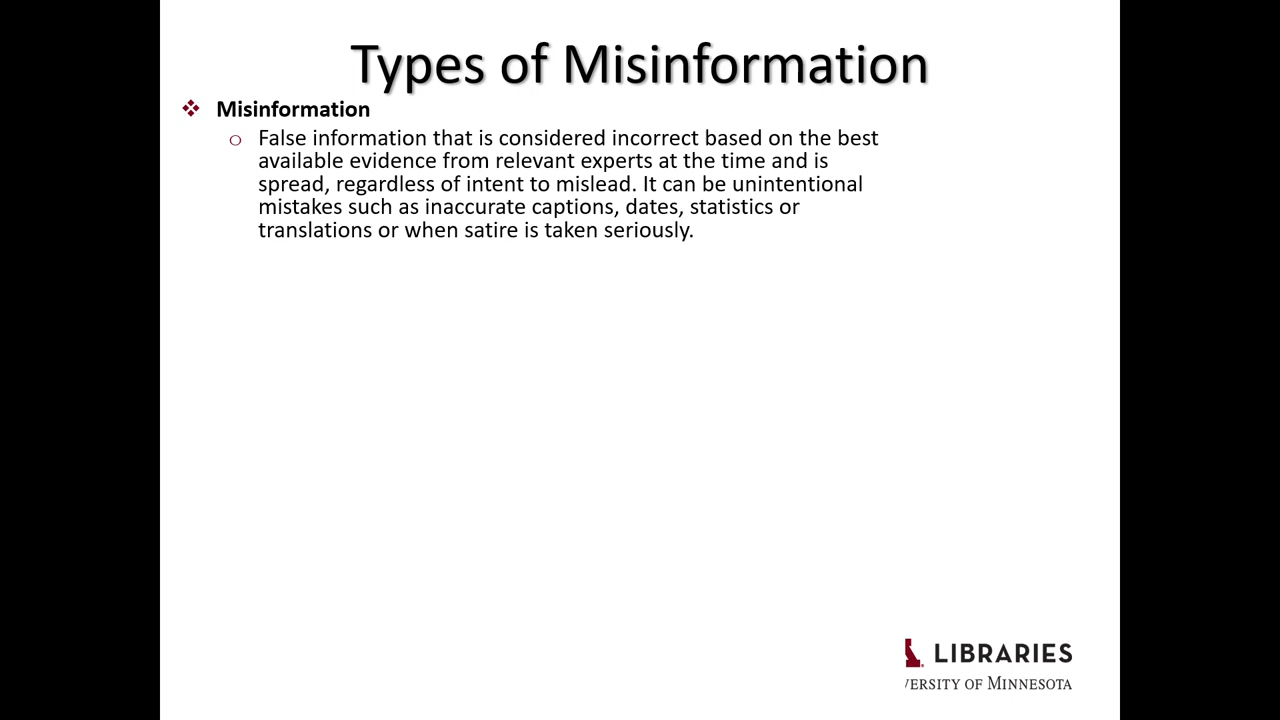 Types of Misinformation
Misinformation
False information that is considered incorrect based on the best
available evidence from relevant experts at the time and is
spread, regardless of intent to mislead. It can be unintentional
mistakes such as inaccurate captions, dates, statistics or
translations or when satire is taken seriously.
LIBRARIES
VERSITY OF MINNESOTA